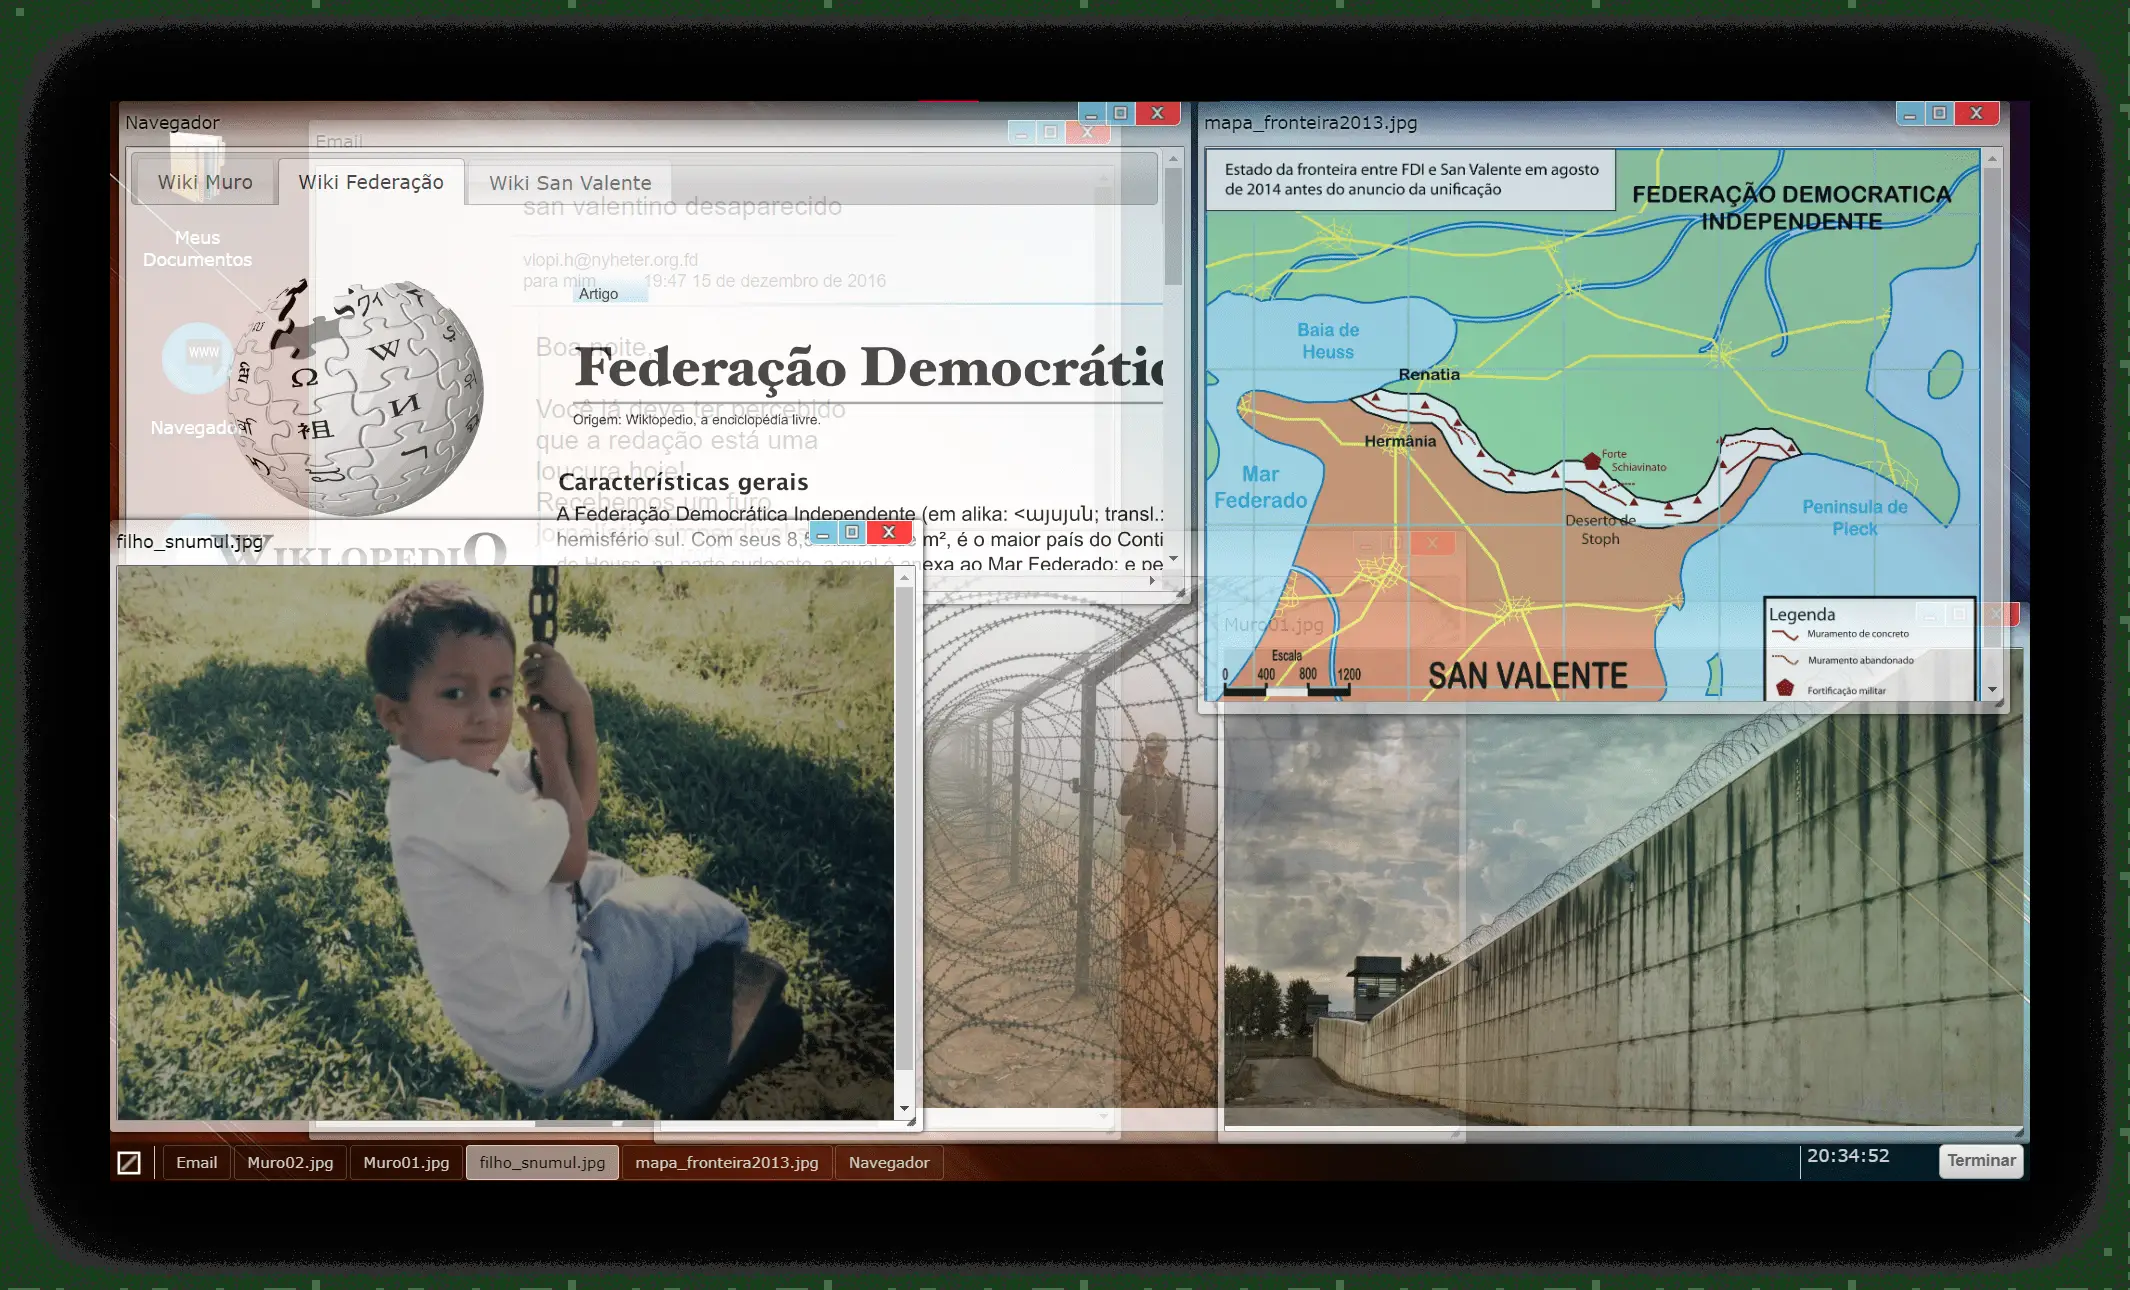 Navegador
Wiki Muro
Wiki Federação
Wiki San Valente
Meus
Documentos
WWW
Navegado
Email
san valentino desaparecido
vlopi.h@nyheter.org.fd
para mim 19:47 15 de dezembro de 2016
Artigo
Boa noite,
Federação Democrátic
Você já deve ter percebido
Origem: Wiklopedio, a enciclopédia livre.
que a redação está uma
loucura hoje!
Características gerais
Recebemos um furo
A Federação Democrática Independente (em alika: <այսյսն; transl.:
hemisfério sul. Com seus 8,5 m², é o maior país do Conti
de Heuss, na parte sudoeste, a qual é anexa ao Mar Federado; e pe
WIKLOPEDIO
filho_snumul.jpg
mapa_fronteira2013.jpg
Estado da fronteira entre FDI e San Valente em agosto
de 2014 antes do anuncio da unificação
FEDERAÇÃO DEMOCRATICA
INDEPENDENTE
Baia de
Heuss
Renatia
Hermânia
Mar
Federado
Forte
Schiavinato
Deserto de
Stoph
Peninsula de
Pleck
Escala
0 400 800 1200
SAN VALENTE
Legenda
Muramento de concreto
Muramento abandonado
Fortificação militar
Muro01.jpg
Email
Muro02.jpg
Muro01.jpg
filho_snumul.jpg
mapa_fronteira2013.jpg
Navegador
20:34:52
Terminar